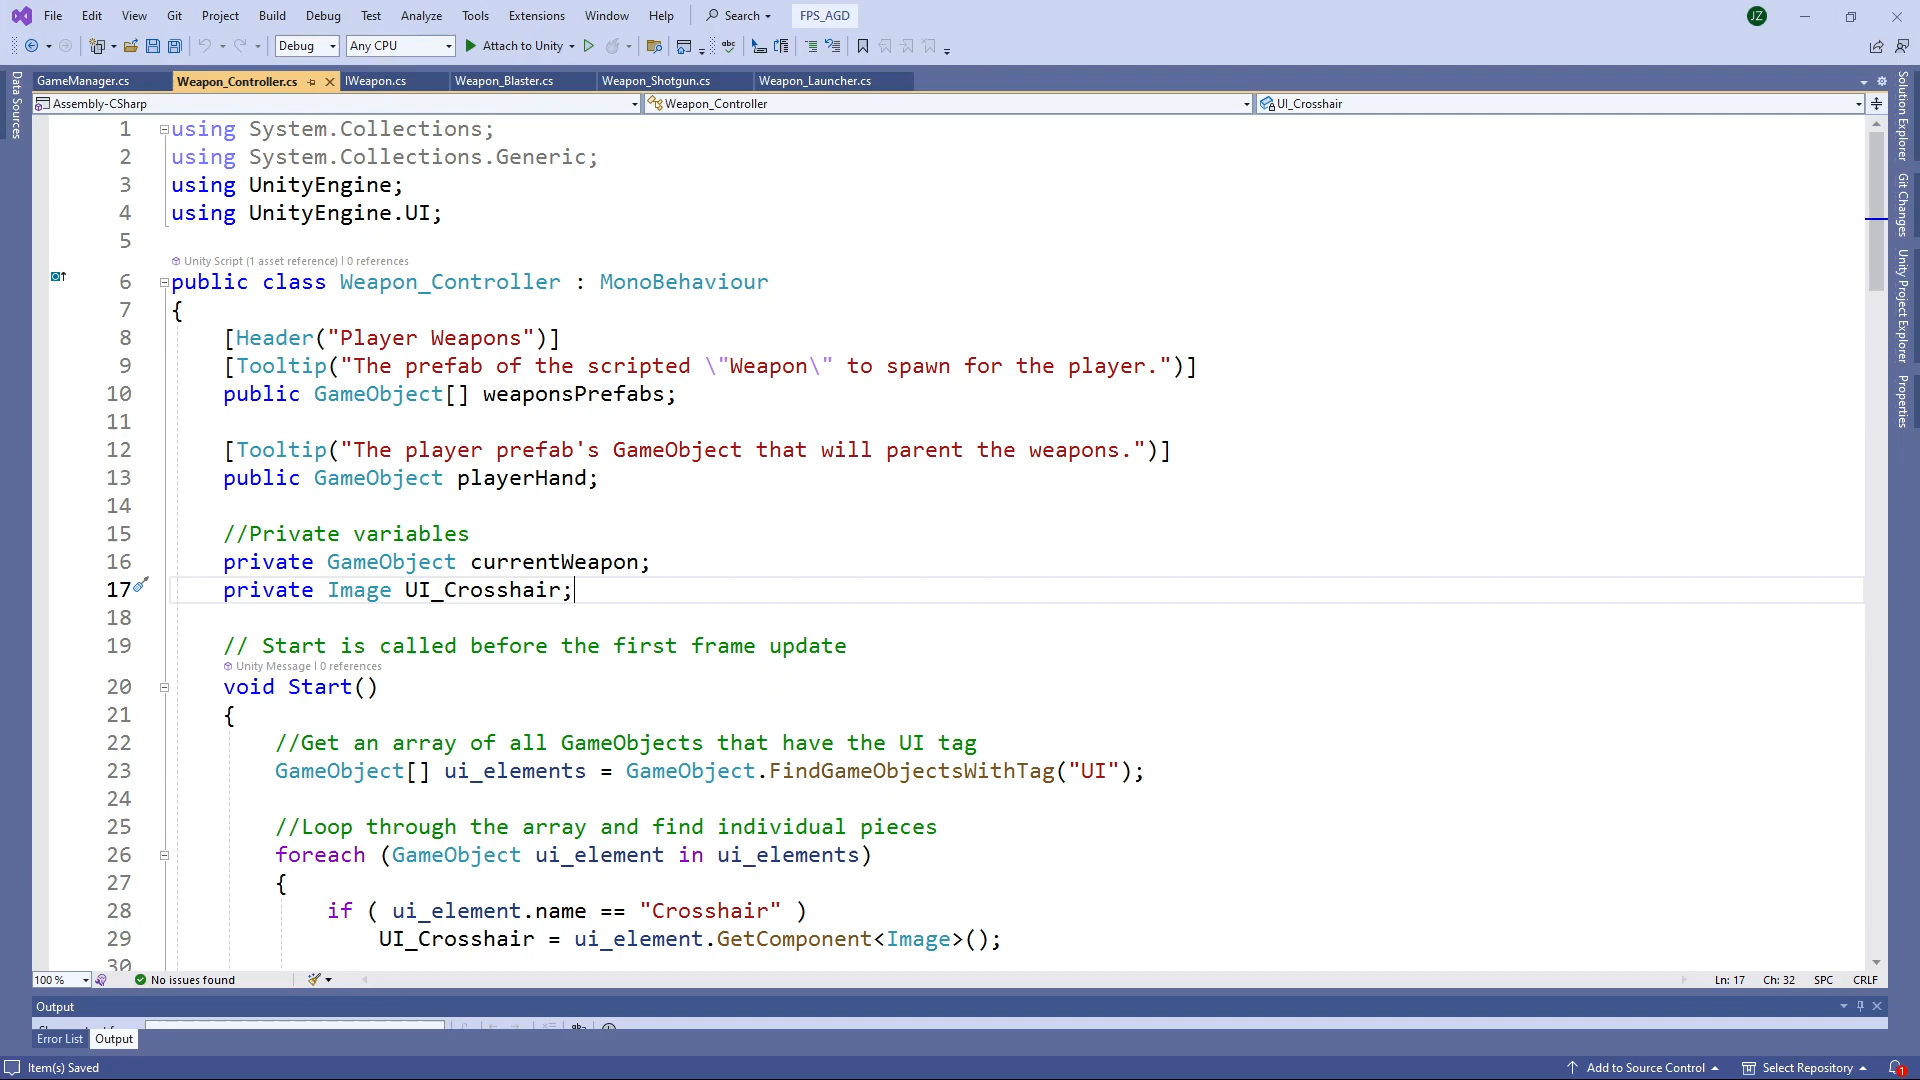 File Edit View Git Project Build Debug Test Analyze Tools Extensions Window Help Search FPS_AGD JZ
Debug Any CPU Attach to Unity
GameManager.cs Weapon_Controller.cs IWeapon.cs Weapon_Blaster.cs Weapon_Shotgun.cs Weapon_Launcher.cs
Assembly-CSharp Weapon_Controller UI_Crosshair
Data Sources
1 using System.Collections;
2 using System.Collections.Generic;
3 using UnityEngine;
4 using UnityEngine.UI;
5
Unity Script (1 asset reference) | 0 references
6 public class Weapon_Controller : MonoBehaviour
7 {
8 [Header("Player Weapons")]
9 [Tooltip("The prefab of the scripted \"Weapon\" to spawn for the player.")]
10 public GameObject[] weaponsPrefabs;
11
12 [Tooltip("The player prefab's GameObject that will parent the weapons.")]
13 public GameObject playerHand;
14
15 //Private variables
16 private GameObject currentWeapon;
17 private Image UI_Crosshair;
18
19 // Start is called before the first frame update
Unity Message | 0 references
20 void Start()
21 {
22 //Get an array of all GameObjects that have the UI tag
23 GameObject[] ui_elements = GameObject.FindGameObjectsWithTag("UI");
24
25 //Loop through the array and find individual pieces
26 foreach (GameObject ui_element in ui_elements)
27 {
28 if ( ui_element.name == "Crosshair" )
29 UI_Crosshair = ui_element.GetComponent<Image>();
30
Solution Explorer
Git Changes
Unity Project Explorer
Properties
100 % No issues found Ln: 17 Ch: 32 SPC CRLF
Output
Error List Output
Item(s) Saved Add to Source Control Select Repository 1